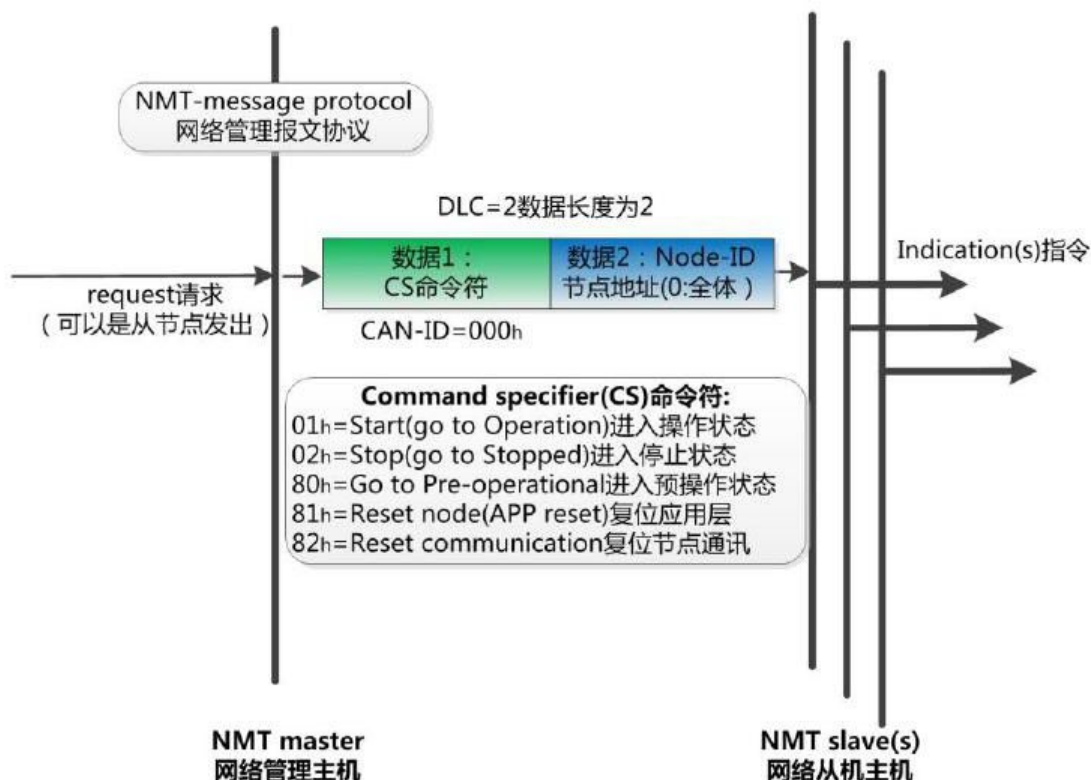 NMT-message protocol
网络管理报文协议
DLC=2数据长度为2
数据1：
CS命令符
数据2：Node-ID
节点地址(0:全体）
Indication(s)指令
request请求
（可以是从节点发出）
CAN-ID=000h
Command specifier(CS)命令符:
01h=Start(go to Operation)进入操作状态
02h=Stop(go to Stopped)进入停止状态
80h=Go to Pre-operational进入预操作状态
81h=Reset node(APP reset)复位应用层
82h=Reset communication复位节点通讯
NMT master
网络管理主机
NMT slave(s)
网络从机主机